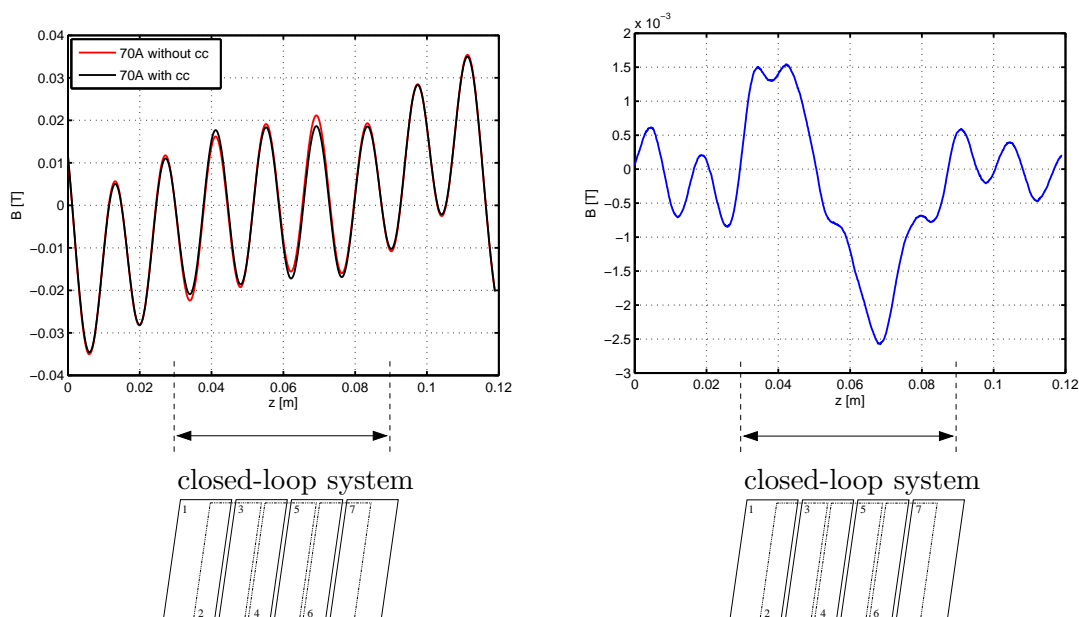 70A without cc
70A with cc
0.04
0.03
0.02
0.01
0
−0.01
−0.02
−0.03
−0.04
B [T]
0 0.02 0.04 0.06 0.08 0.1 0.12
z [m]
closed-loop system
1 3 5 7
2 4 6
x 10⁻³
2
1.5
1
0.5
0
−0.5
−1
−1.5
−2
−2.5
−3
B [T]
0 0.02 0.04 0.06 0.08 0.1 0.12
z [m]
closed-loop system
1 3 5 7
2 4 6